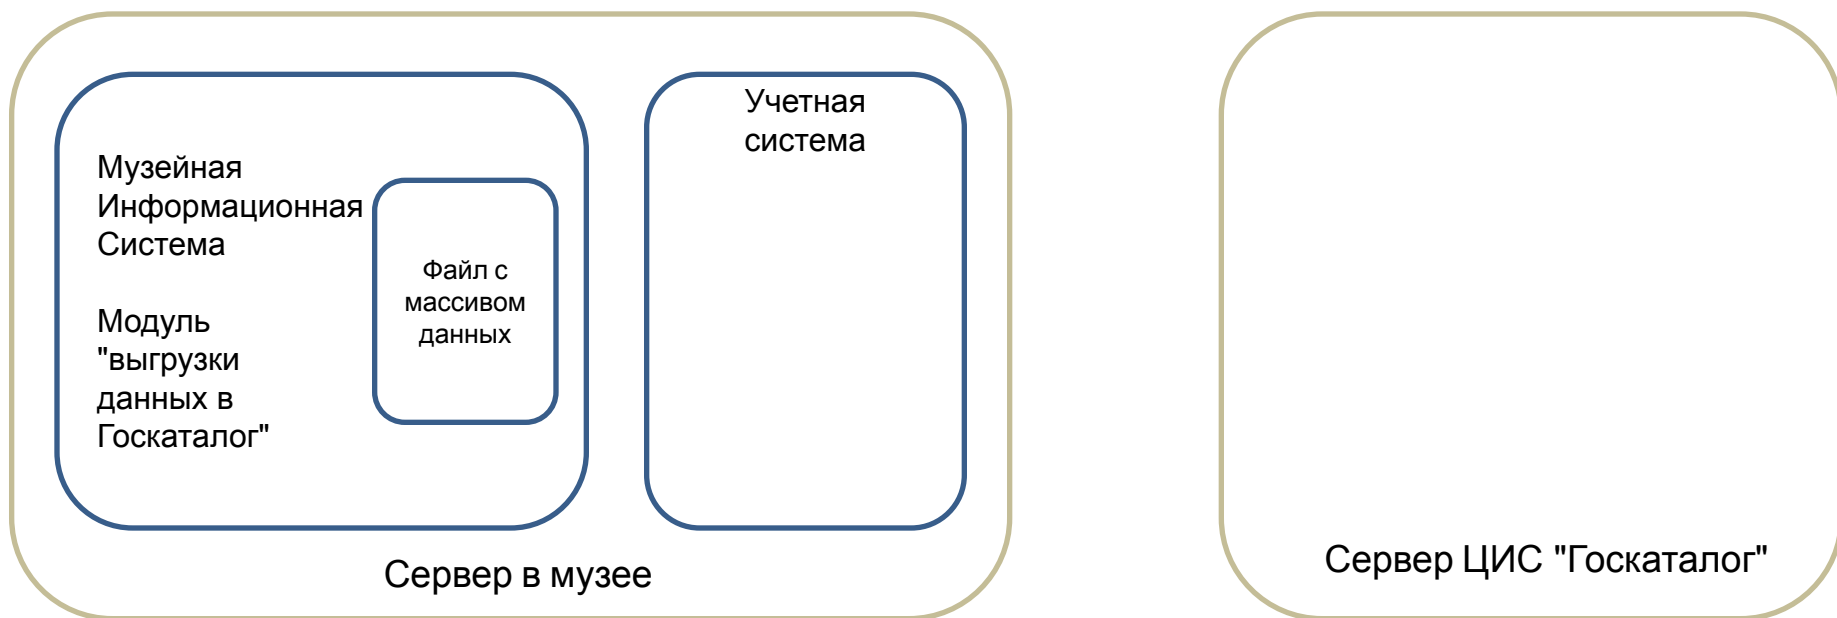 Музейная
Информационная
Система
Модуль
"выгрузки
данных в
Госкаталог"
Файл с
массивом
данных
Учетная
система
Сервер в музее
Сервер ЦИС "Госкаталог"